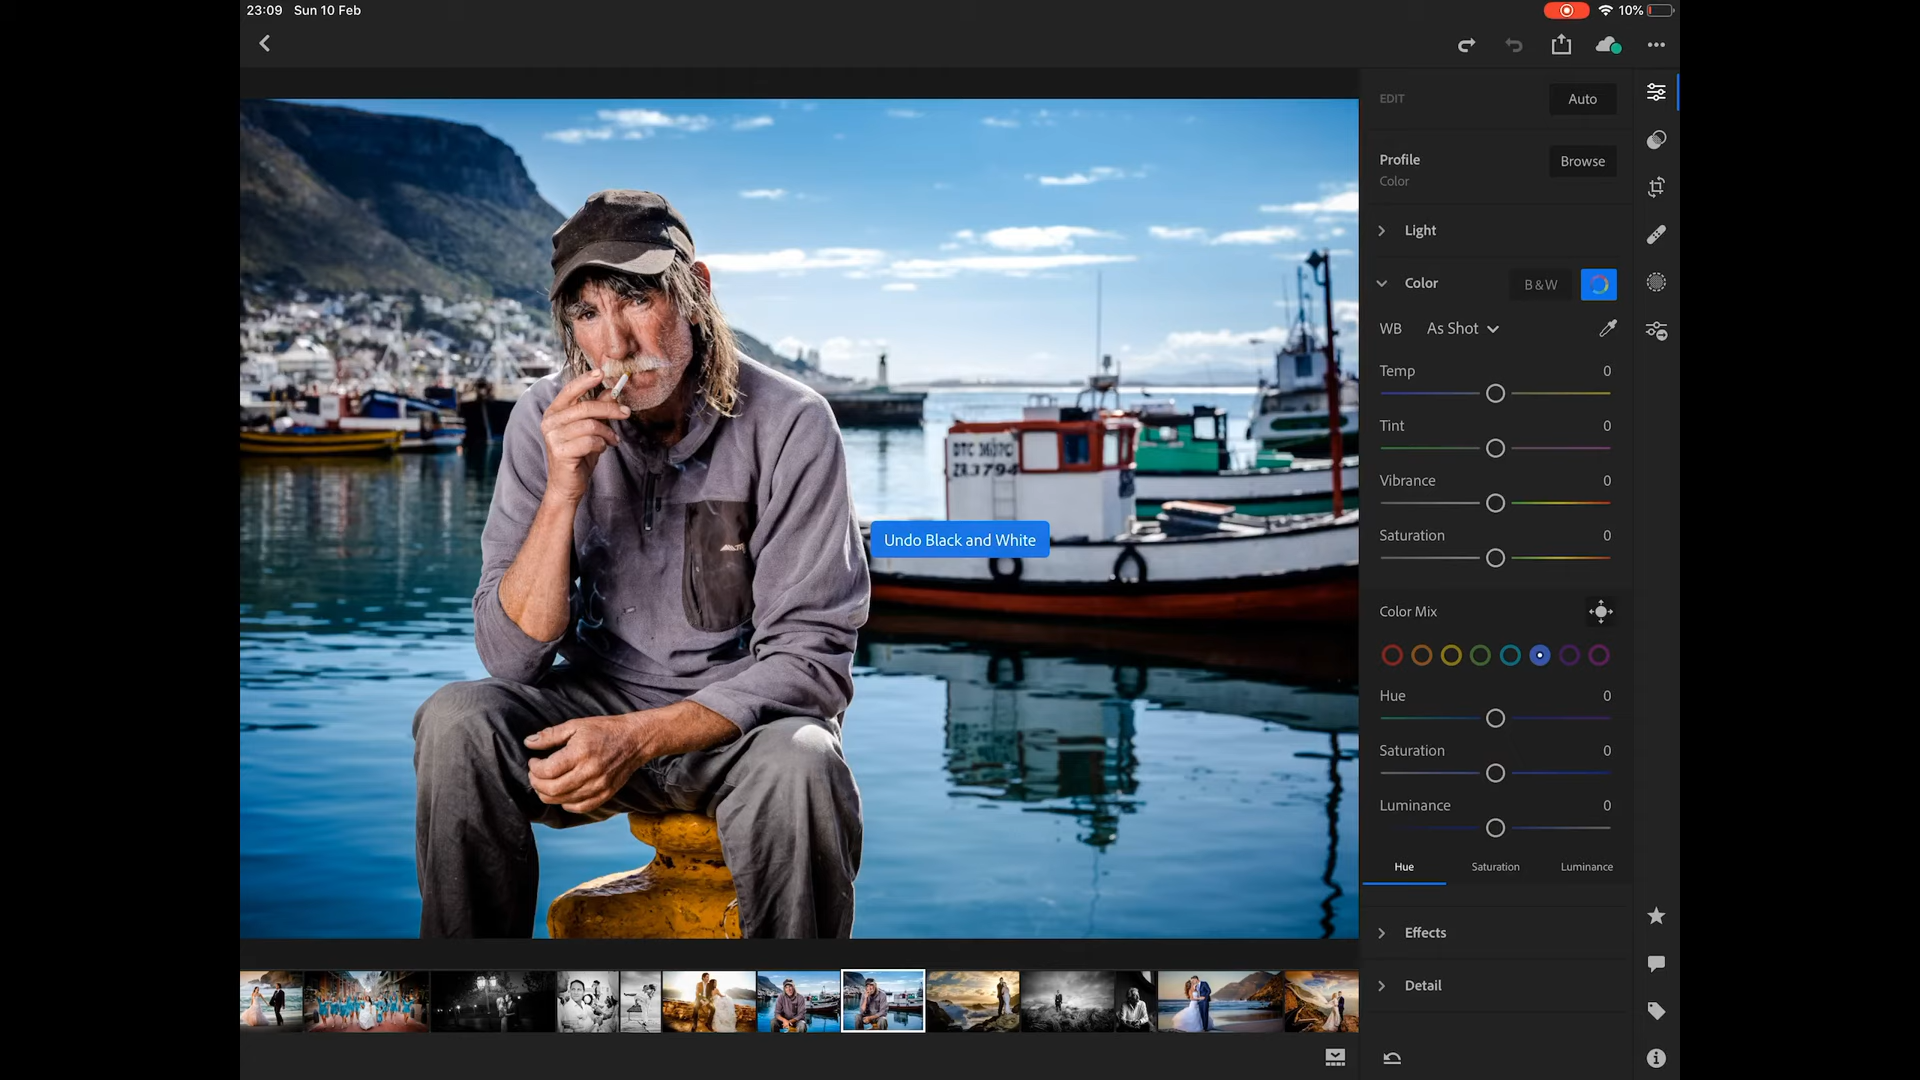 23:09 Sun 10 Feb
10%
EDIT
Auto
Profile
Color
Browse
Light
Color
B&W
WB As Shot
Temp 0
Tint 0
Vibrance 0
Saturation 0
Undo Black and White
Color Mix
Hue 0
Saturation 0
Luminance 0
Hue Saturation Luminance
Effects
Detail
ZR3794